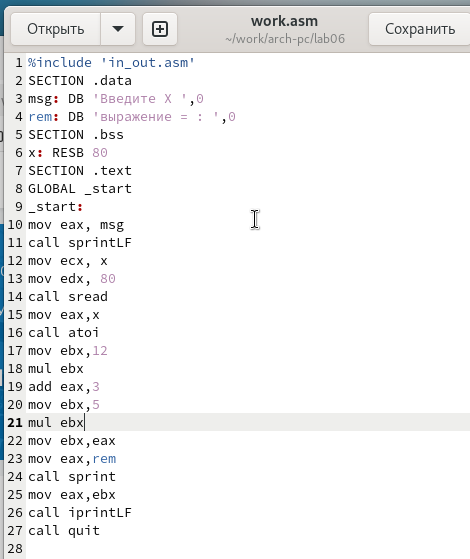 Открыть
work.asm
~/work/arch-pc/lab06
Сохранить
1 %include 'in_out.asm'
2 SECTION .data
3 msg: DB 'Введите X ',0
4 rem: DB 'выражение = : ',0
5 SECTION .bss
6 x: RESB 80
7 SECTION .text
8 GLOBAL _start
9 _start:
10 mov eax, msg
11 call sprintLF
12 mov ecx, x
13 mov edx, 80
14 call sread
15 mov eax,x
16 call atoi
17 mov ebx,12
18 mul ebx
19 add eax,3
20 mov ebx,5
21 mul ebx
22 mov ebx,eax
23 mov eax,rem
24 call sprint
25 mov eax,ebx
26 call iprintLF
27 call quit
28